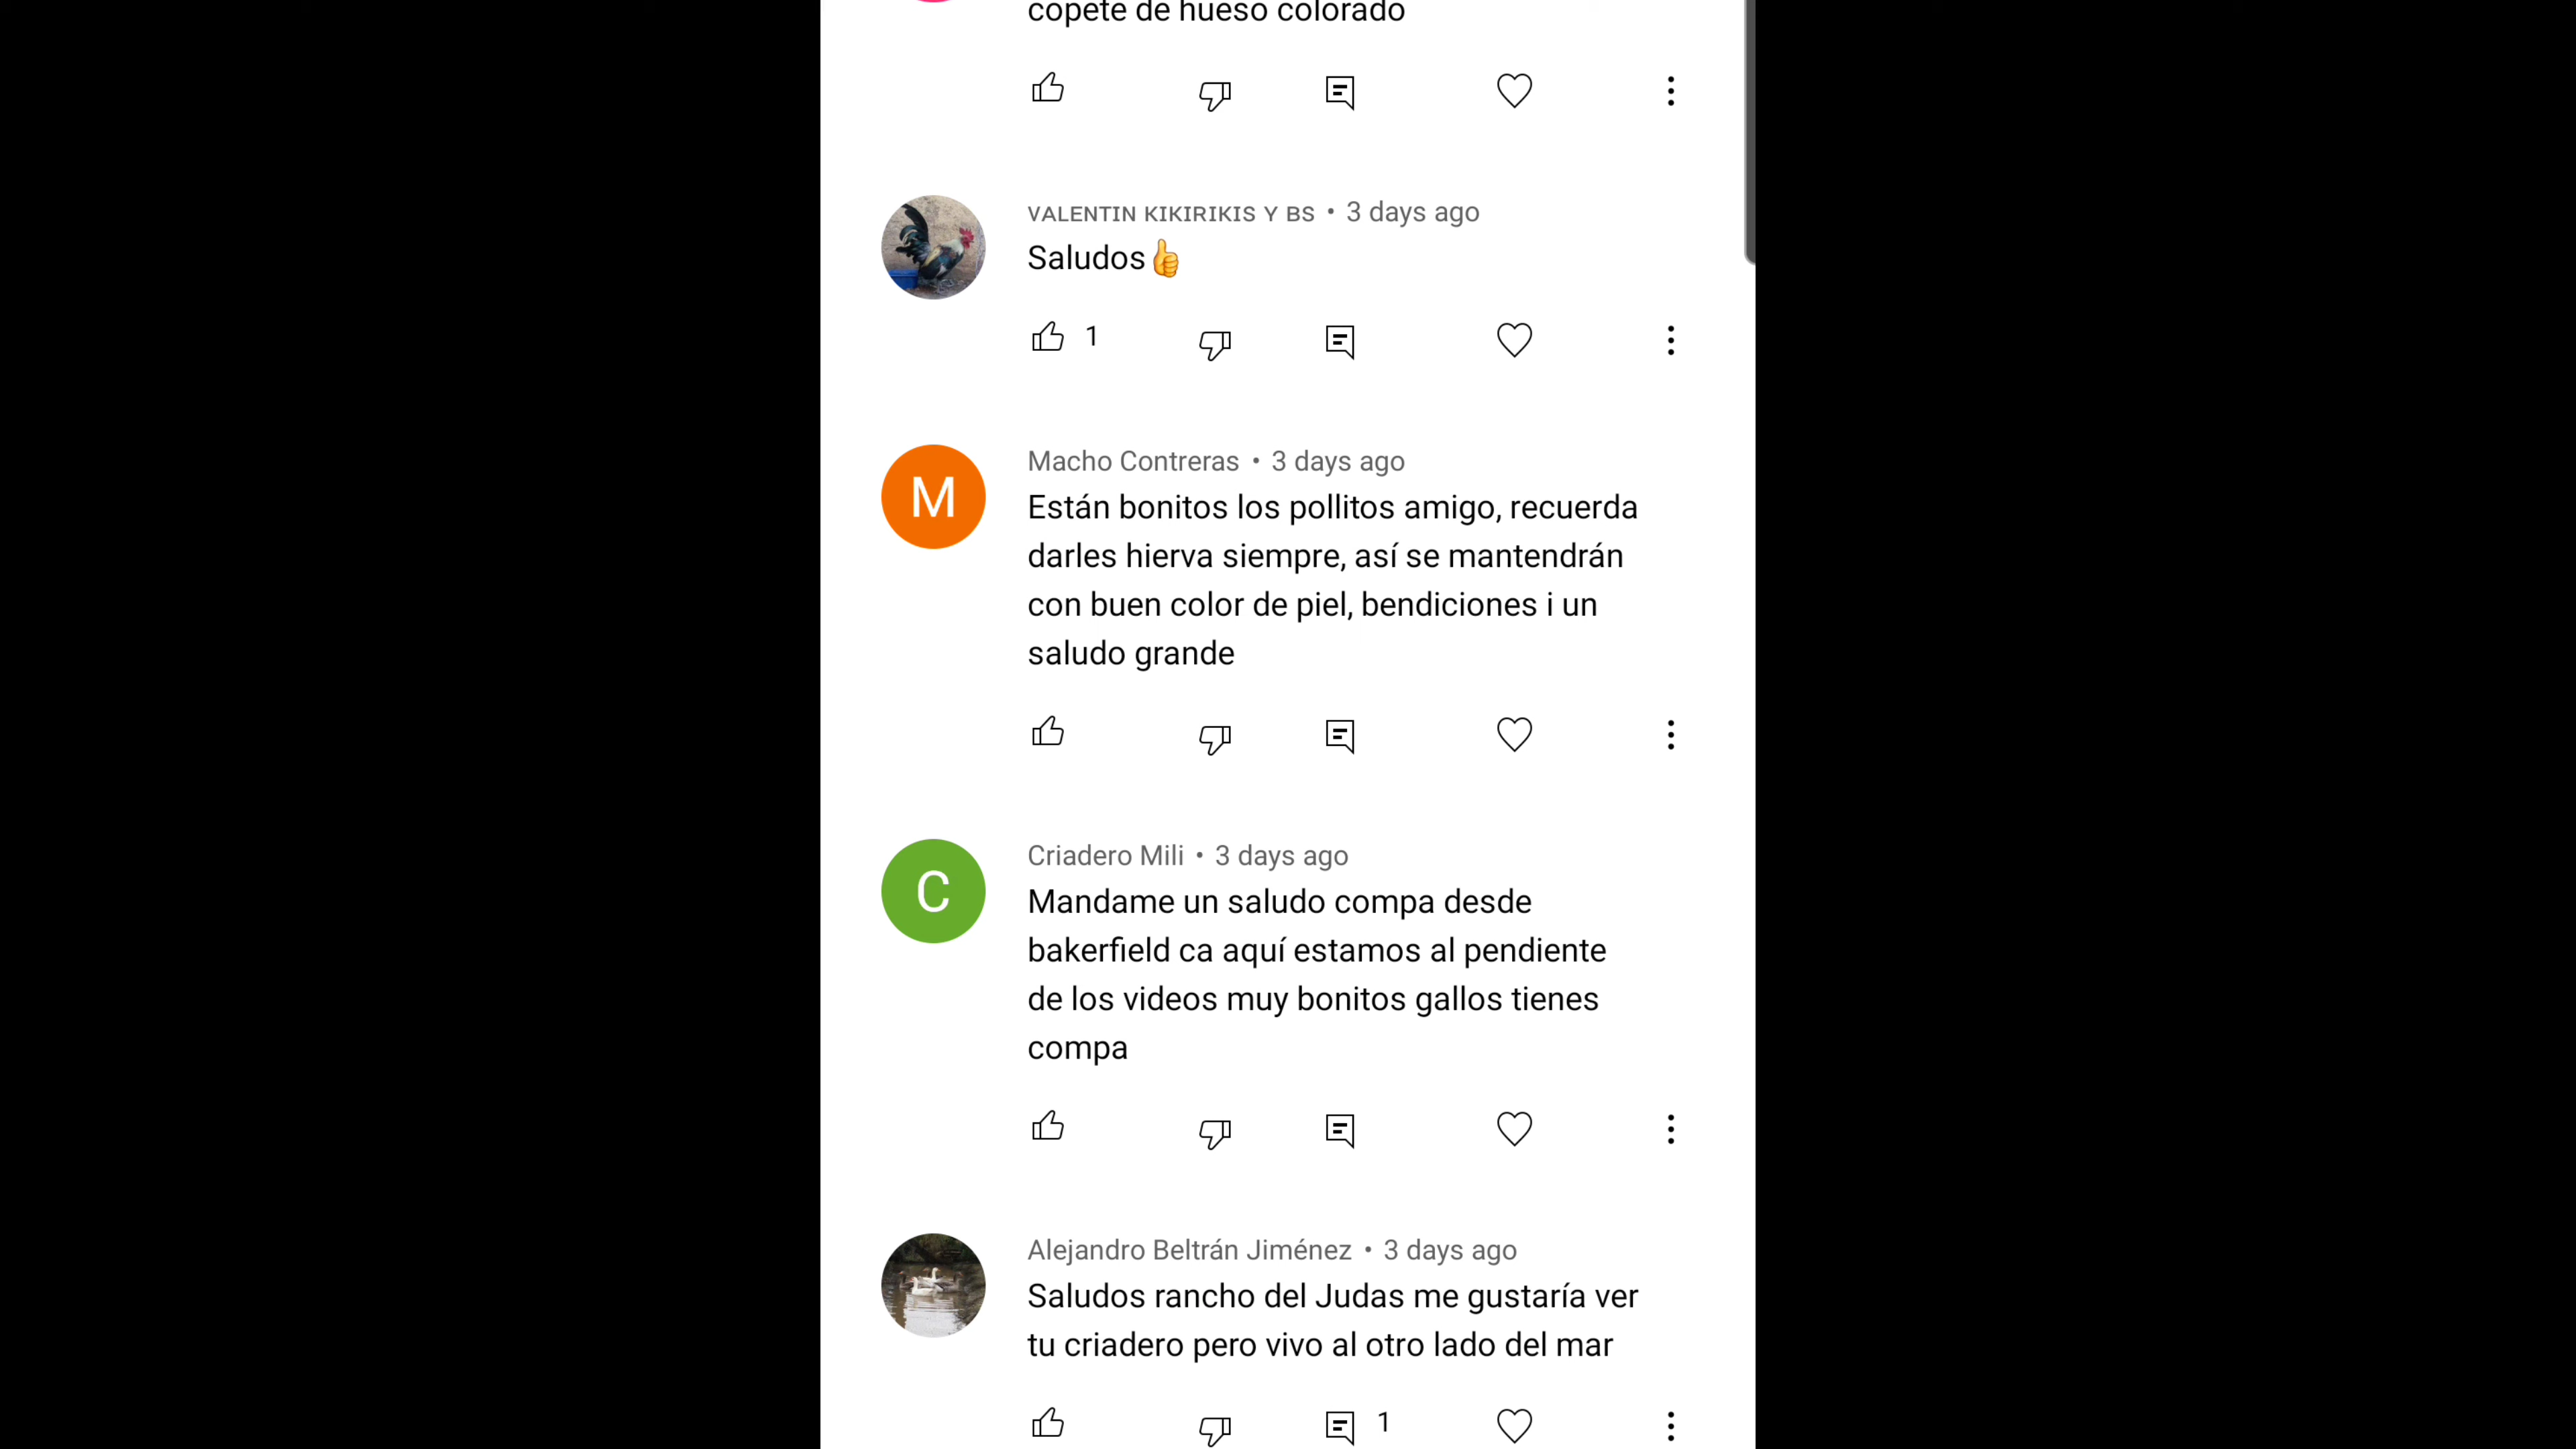 copete de hueso colorado
VALENTIN KIKIRIKIS Y BS • 3 days ago
Saludos👍
1
Macho Contreras • 3 days ago
M
Están bonitos los pollitos amigo, recuerda
darles hierva siempre, así se mantendrán
con buen color de piel, bendiciones i un
saludo grande
Criadero Mili • 3 days ago
C
Mandame un saludo compa desde
bakerfield ca aquí estamos al pendiente
de los videos muy bonitos gallos tienes
compa
Alejandro Beltrán Jiménez • 3 days ago
Saludos rancho del Judas me gustaría ver
tu criadero pero vivo al otro lado del mar
1